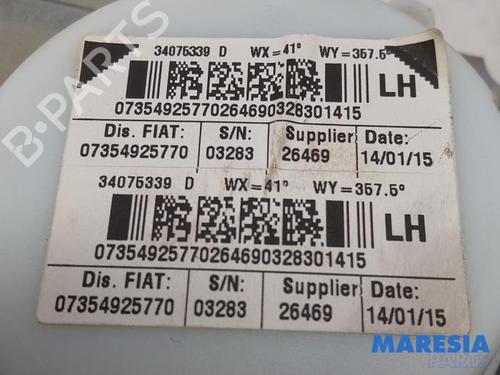 34075339 D WX=41° WY=357.5°
LH
07354925770264690328301415
Dis. FIAT: S/N: Supplier Date:
07354925770 03283 26469 14/01/15
34075339 D WX=41° WY=357.5°
LH
07354925770264690328301415
Dis. FIAT: S/N: Supplier Date:
07354925770 03283 26469 14/01/15
B-PARTS
MARESIA
PARTS